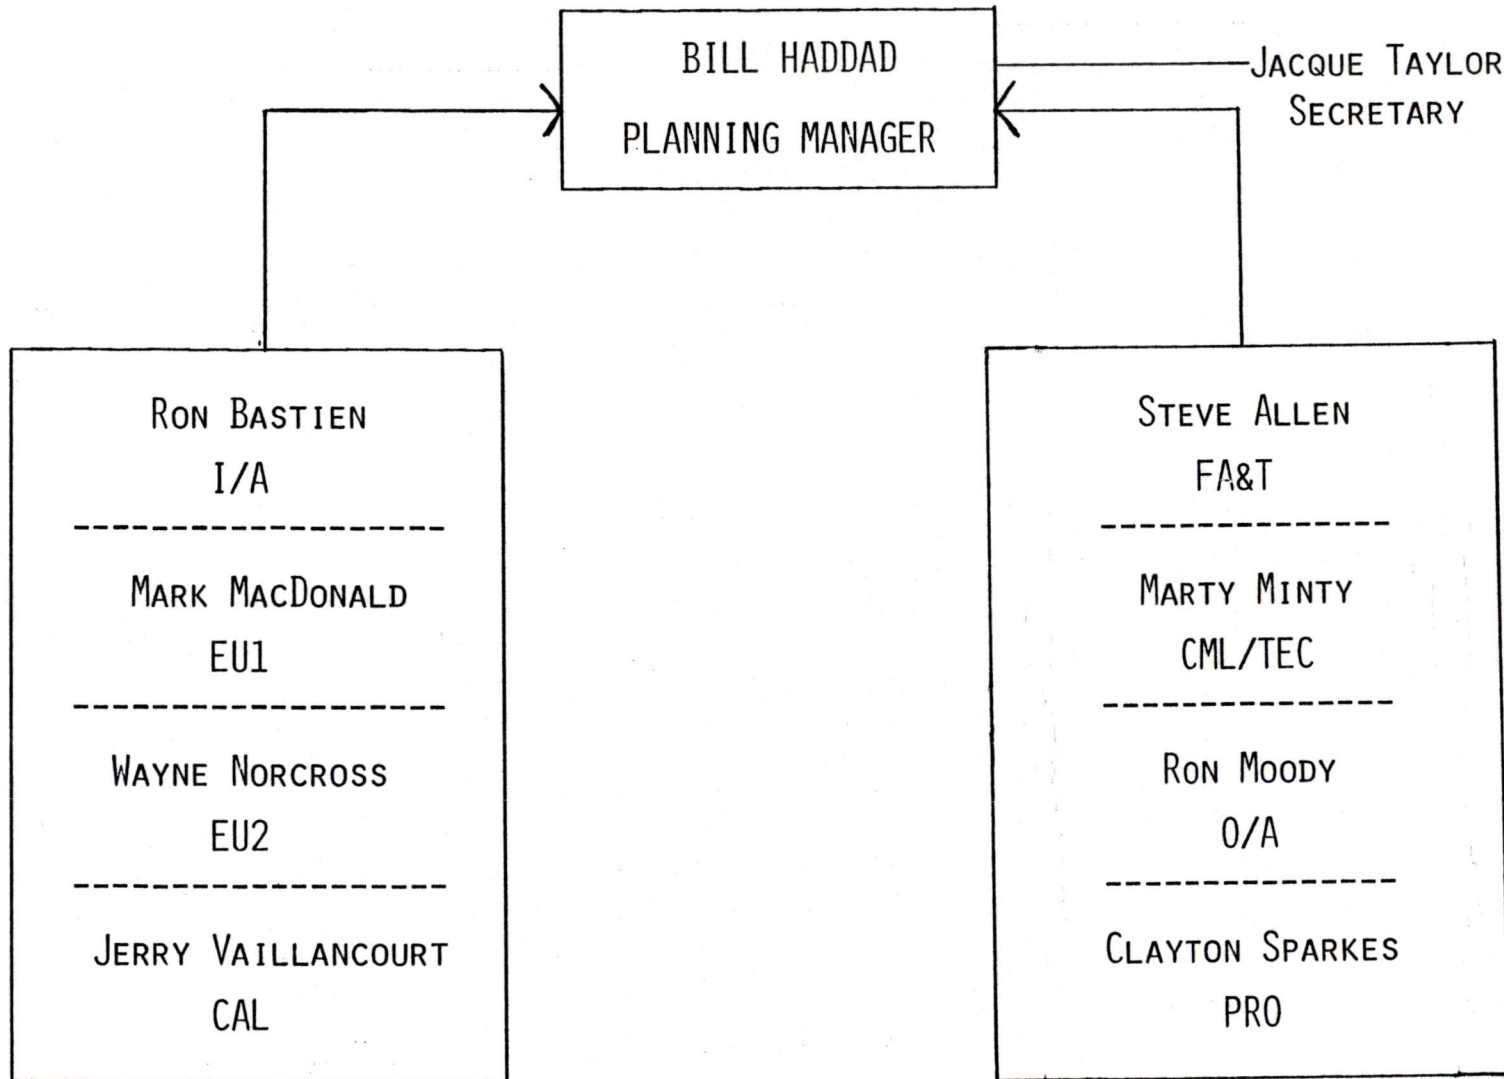 BILL HADDAD
PLANNING MANAGER
JACQUE TAYLOR
SECRETARY
RON BASTIEN
I/A
MARK MACDONALD
EU1
WAYNE NORCROSS
EU2
JERRY VAILLANCOURT
CAL
STEVE ALLEN
FA&T
MARTY MINTY
CML/TEC
RON MOODY
O/A
CLAYTON SPARKES
PRO